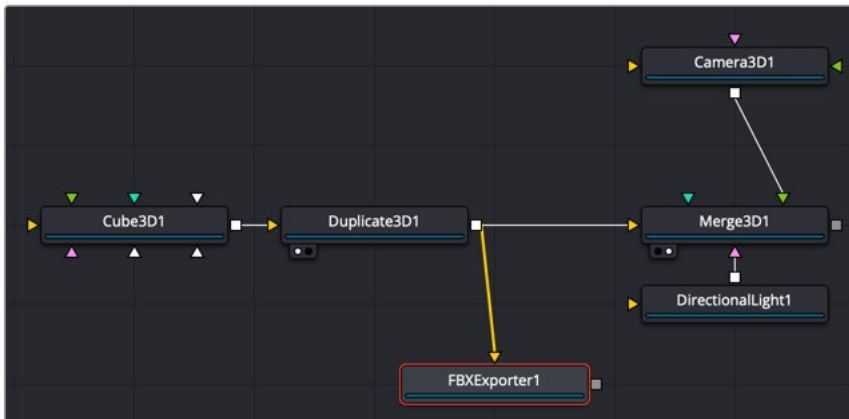 Camera3D1
Cube3D1
Duplicate3D1
Merge3D1
DirectionalLight1
FBXExporter1